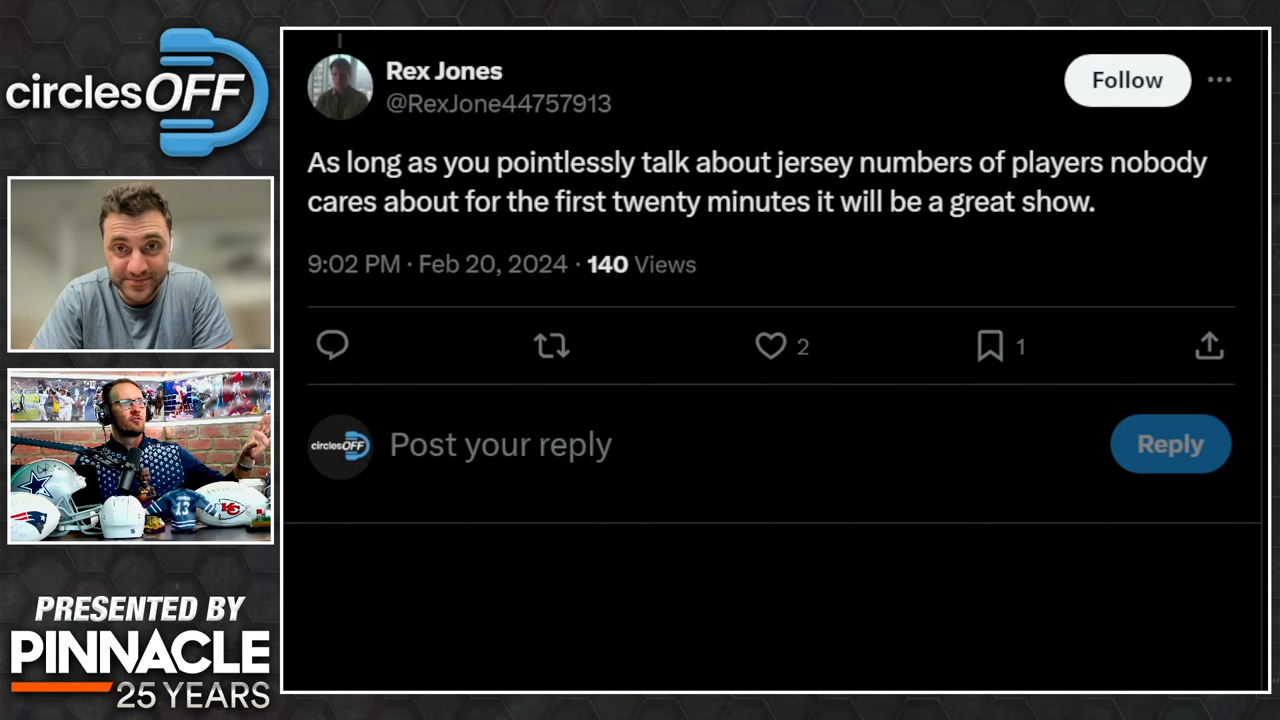 circlesOFF
Rex Jones
@RexJone44757913
Follow
As long as you pointlessly talk about jersey numbers of players nobody
cares about for the first twenty minutes it will be a great show.
9:02 PM · Feb 20, 2024 · 140 Views
2
1
circlesOFF
Post your reply
Reply
13
KC
PRESENTED BY
PINNACLE
25 YEARS